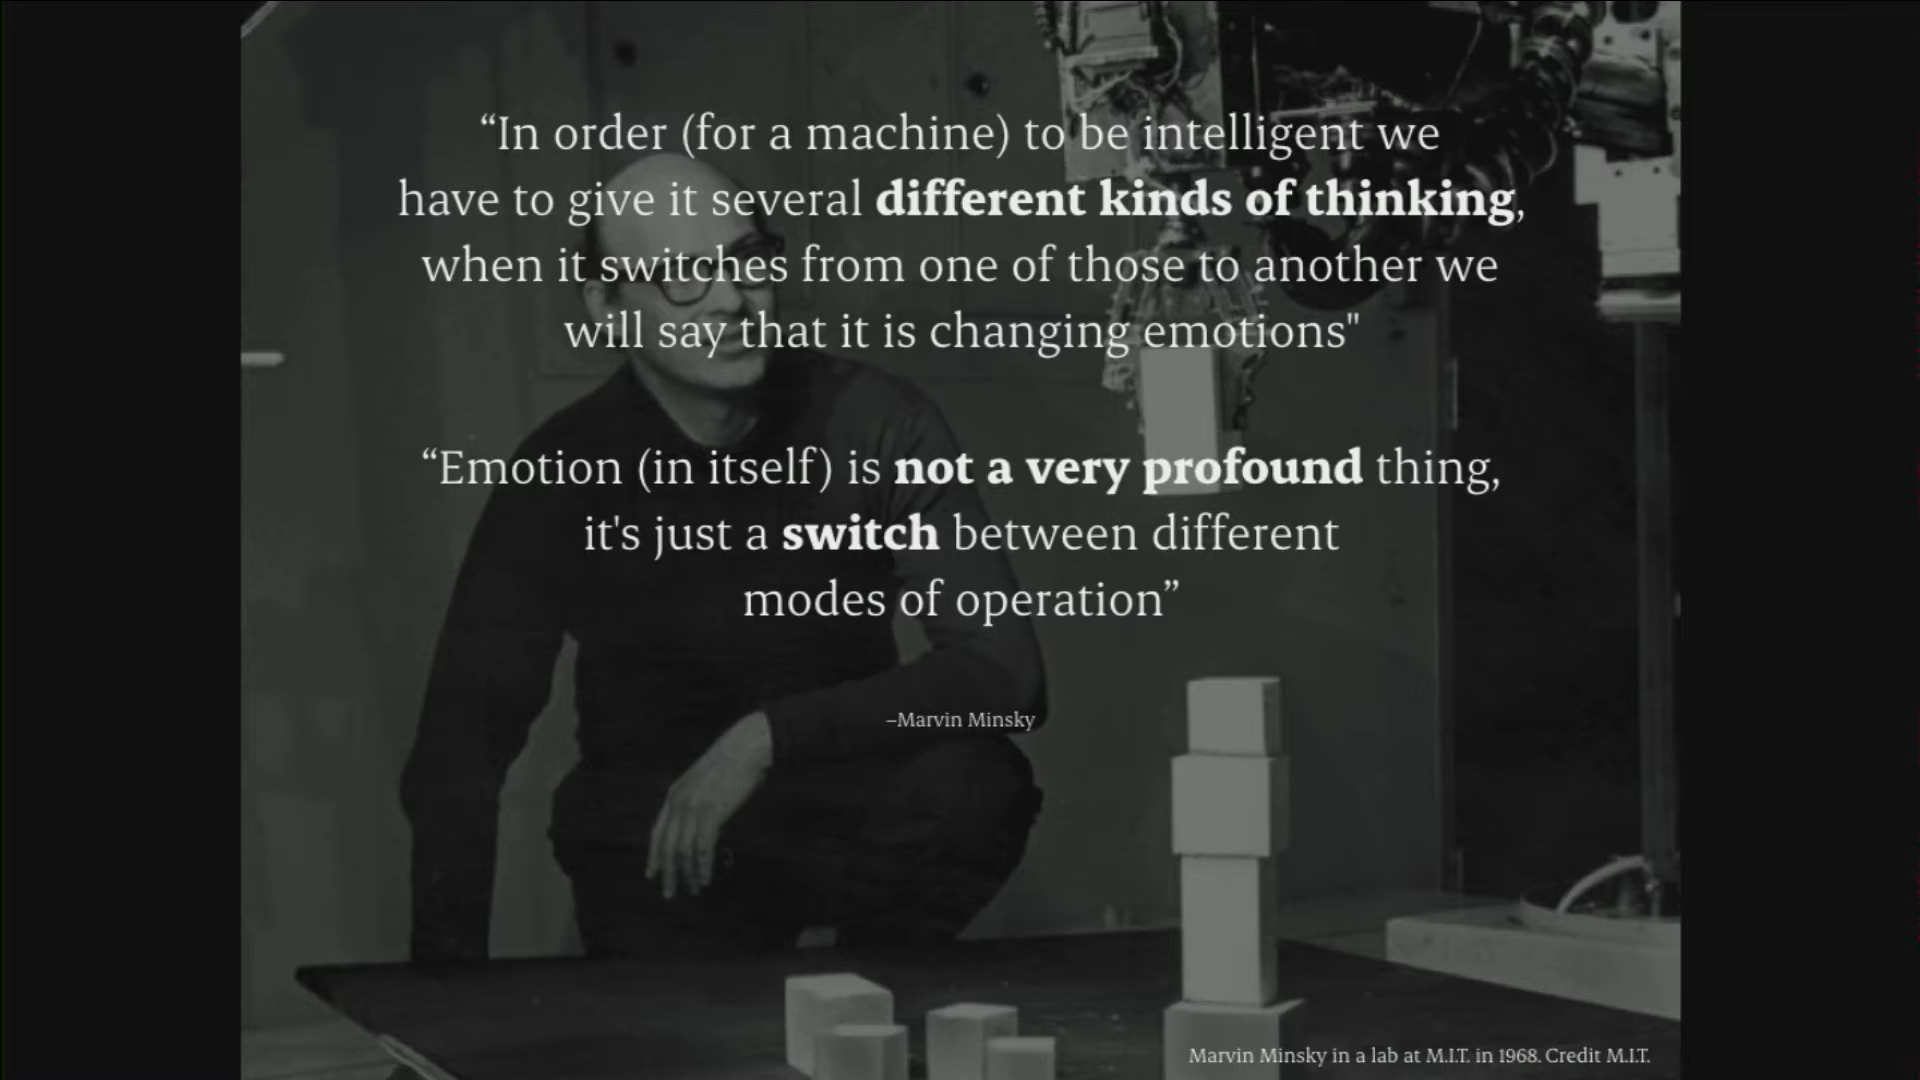 “In order (for a machine) to be intelligent we
have to give it several different kinds of thinking,
when it switches from one of those to another we
will say that it is changing emotions"
“Emotion (in itself) is not a very profound thing,
it's just a switch between different
modes of operation”
–Marvin Minsky
Marvin Minsky in a lab at M.I.T. in 1968. Credit M.I.T.